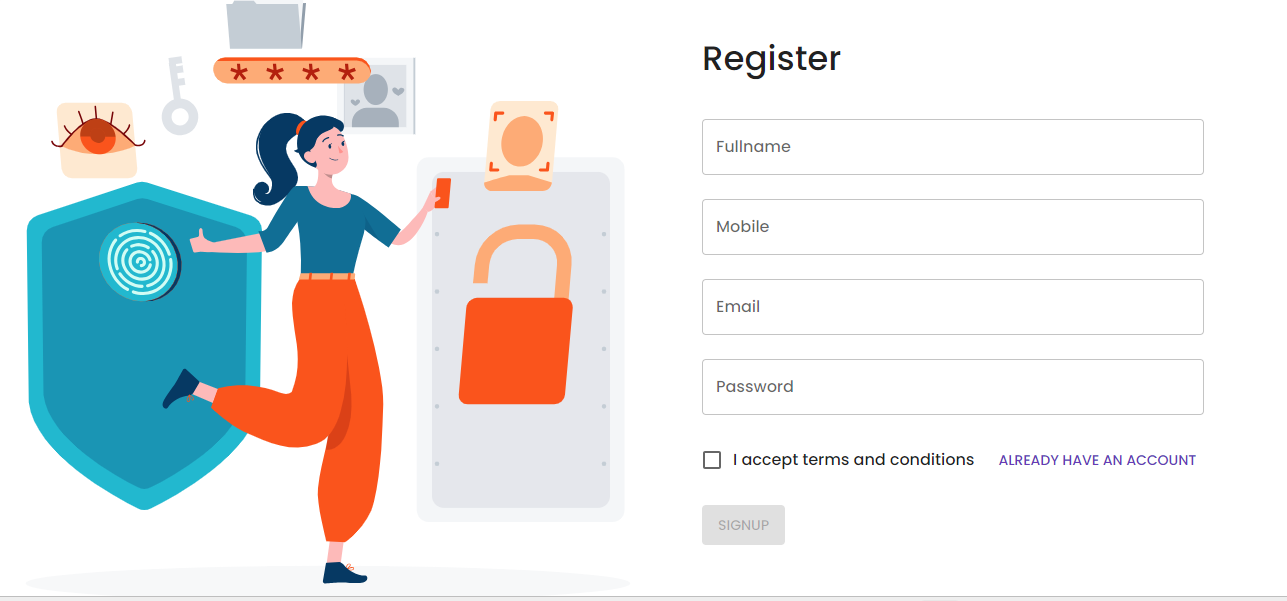 * * * *
Register
Fullname
Mobile
Email
Password
I accept terms and conditions ALREADY HAVE AN ACCOUNT
SIGNUP